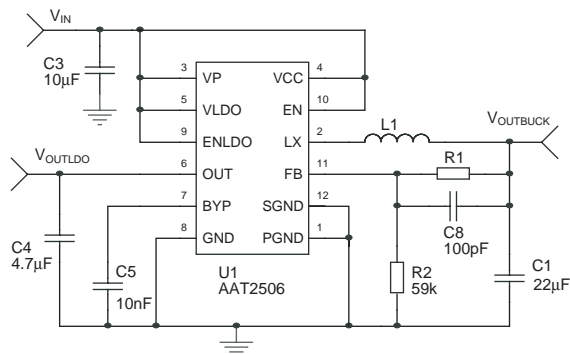 VIN
C3
10μF
3 VP VCC 4
5 VLDO EN 10
9 ENLDO LX 2
L1
VOUTBUCK
VOUTLDO
6 OUT FB 11
R1
7 BYP SGND 12
8 GND PGND 1
C8
100pF
C4
4.7μF
C5
10nF
U1
AAT2506
R2
59k
C1
22μF